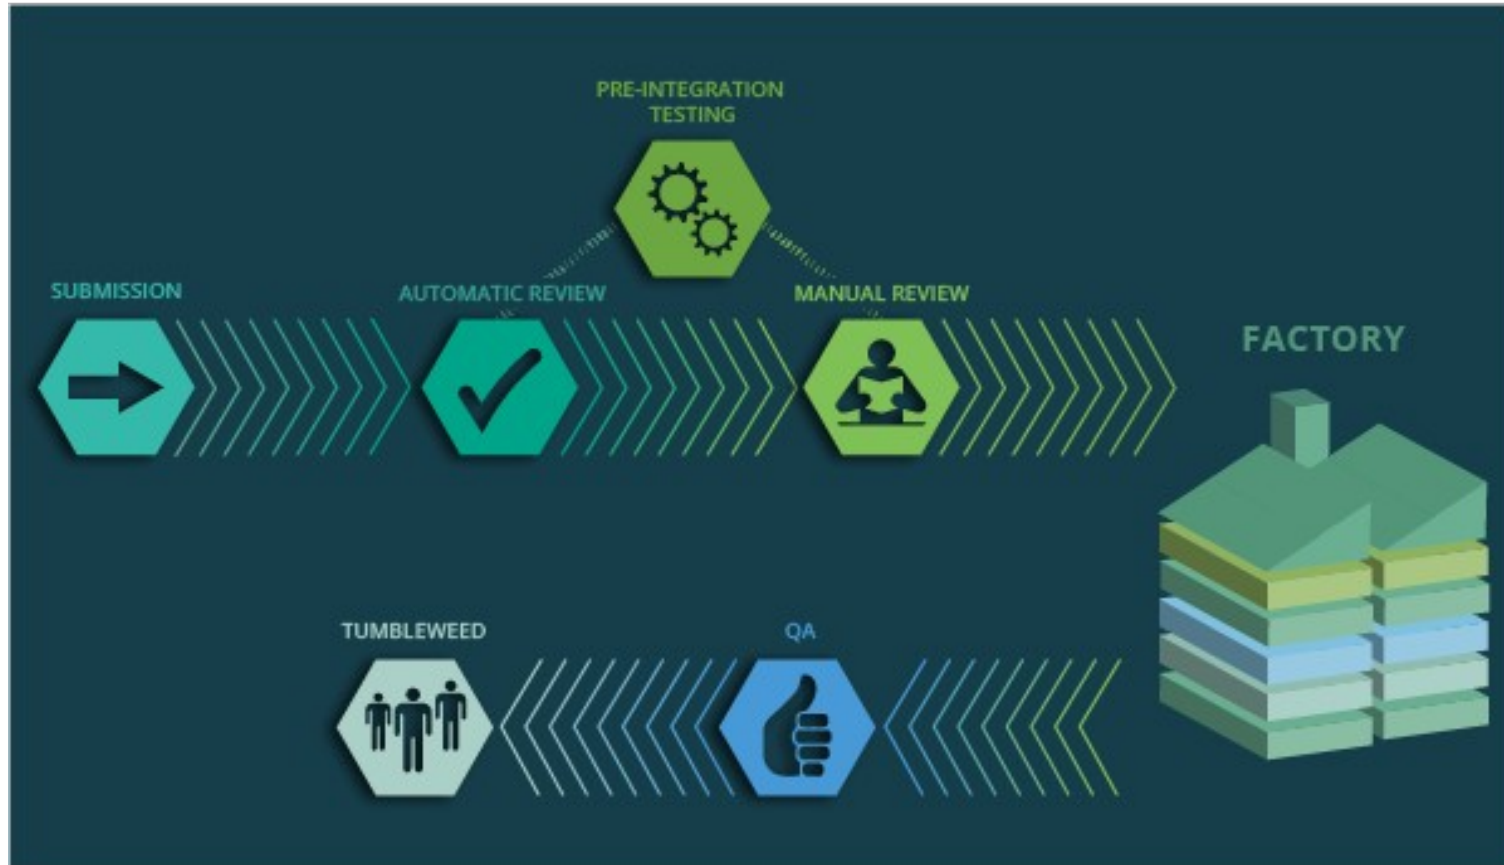 PRE-INTEGRATION
TESTING
SUBMISSION
AUTOMATIC REVIEW
MANUAL REVIEW
FACTORY
TUMBLEWEED
QA